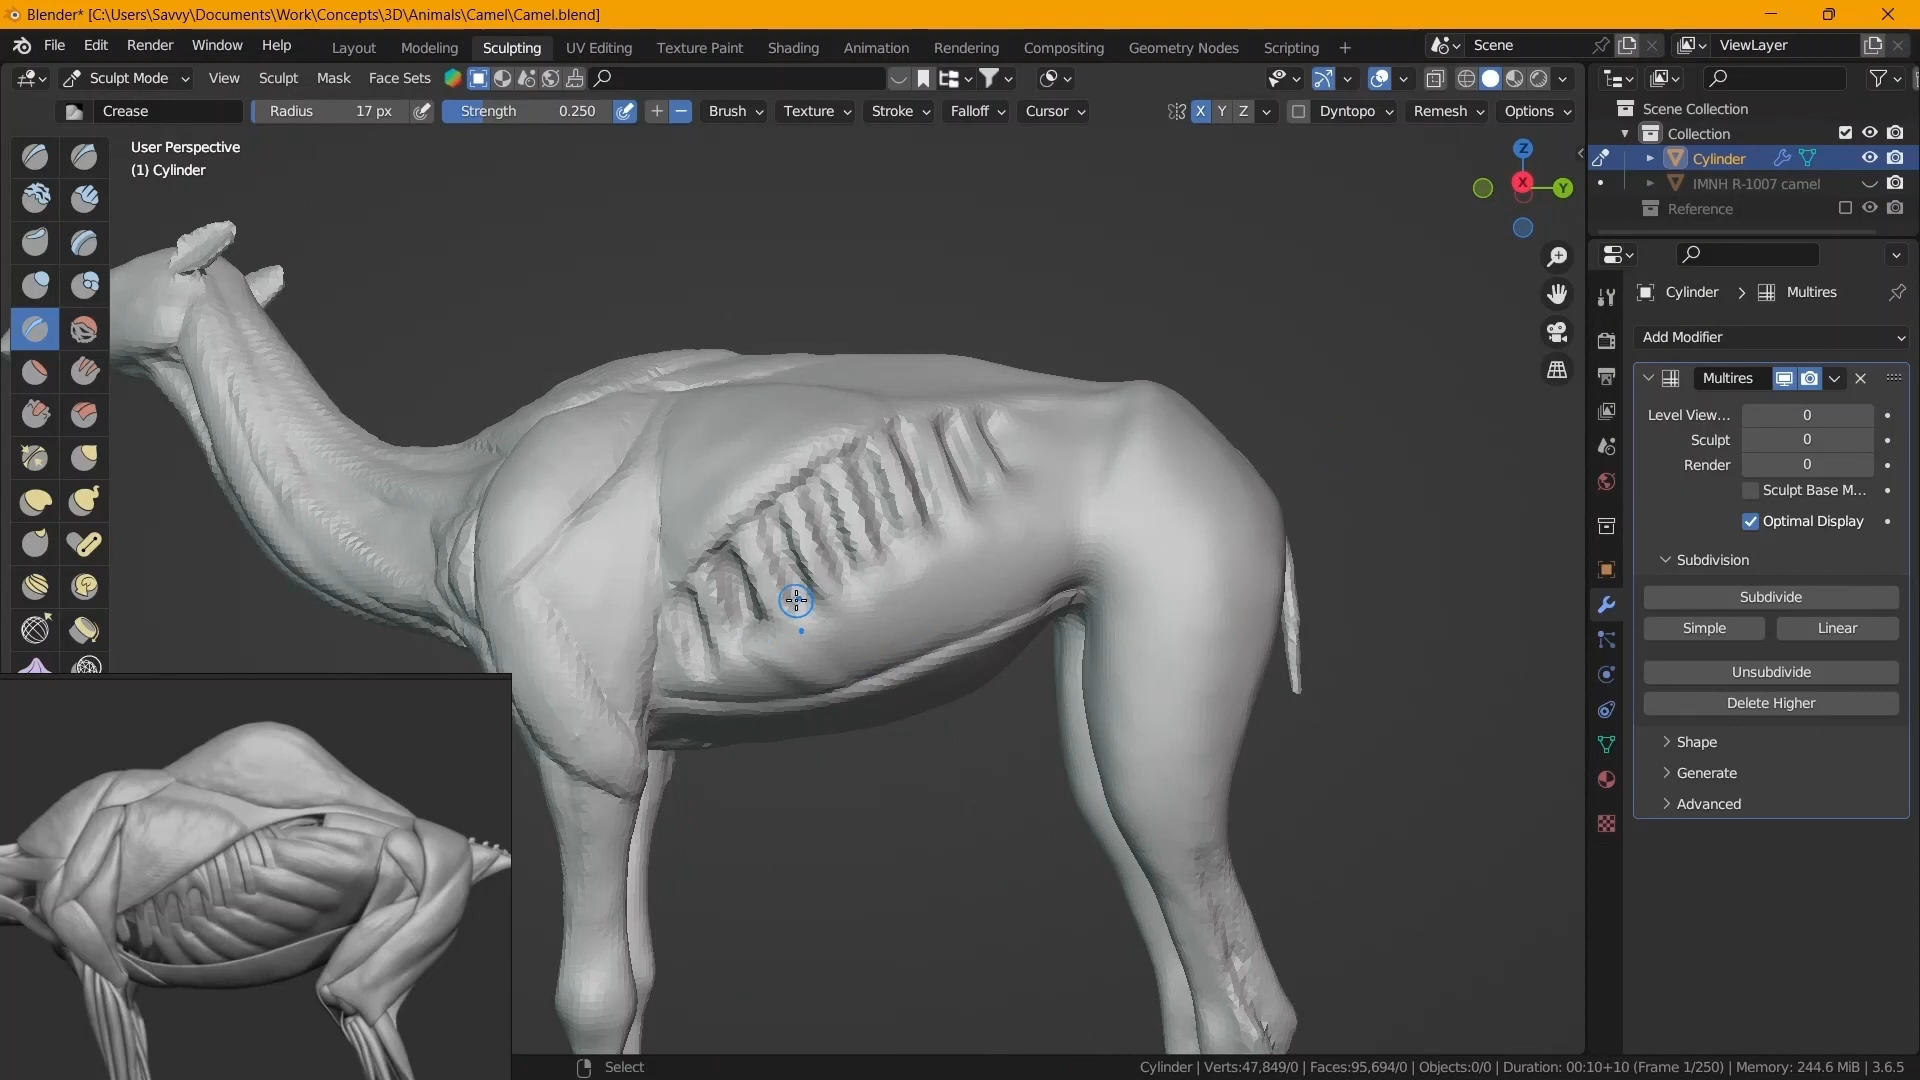 Blender* [C:\Users\Savvy\Documents\Work\Concepts\3D\Animals\Camel\Camel.blend]
File Edit Render Window Help Layout Modeling Sculpting UV Editing Texture Paint Shading Animation Rendering Compositing Geometry Nodes Scripting + Scene ViewLayer
Sculpt Mode View Sculpt Mask Face Sets
Crease Radius 17 px Strength 0.250 Brush Texture Stroke Falloff Cursor X Y Z Dyntopo Remesh Options
User Perspective
(1) Cylinder
Z
X
Y
Scene Collection
Collection
Cylinder
IMNH R-1007 camel
Reference
Cylinder > Multires
Add Modifier
Multires
Level View... 0
Sculpt 0
Render 0
Sculpt Base M...
Optimal Display
Subdivision
Subdivide
Simple Linear
Unsubdivide
Delete Higher
Shape
Generate
Advanced
Select
Cylinder | Verts:47,849/0 | Faces:95,694/0 | Objects:0/0 | Duration: 00:10+10 (Frame 1/250) | Memory: 244.6 MiB | 3.6.5